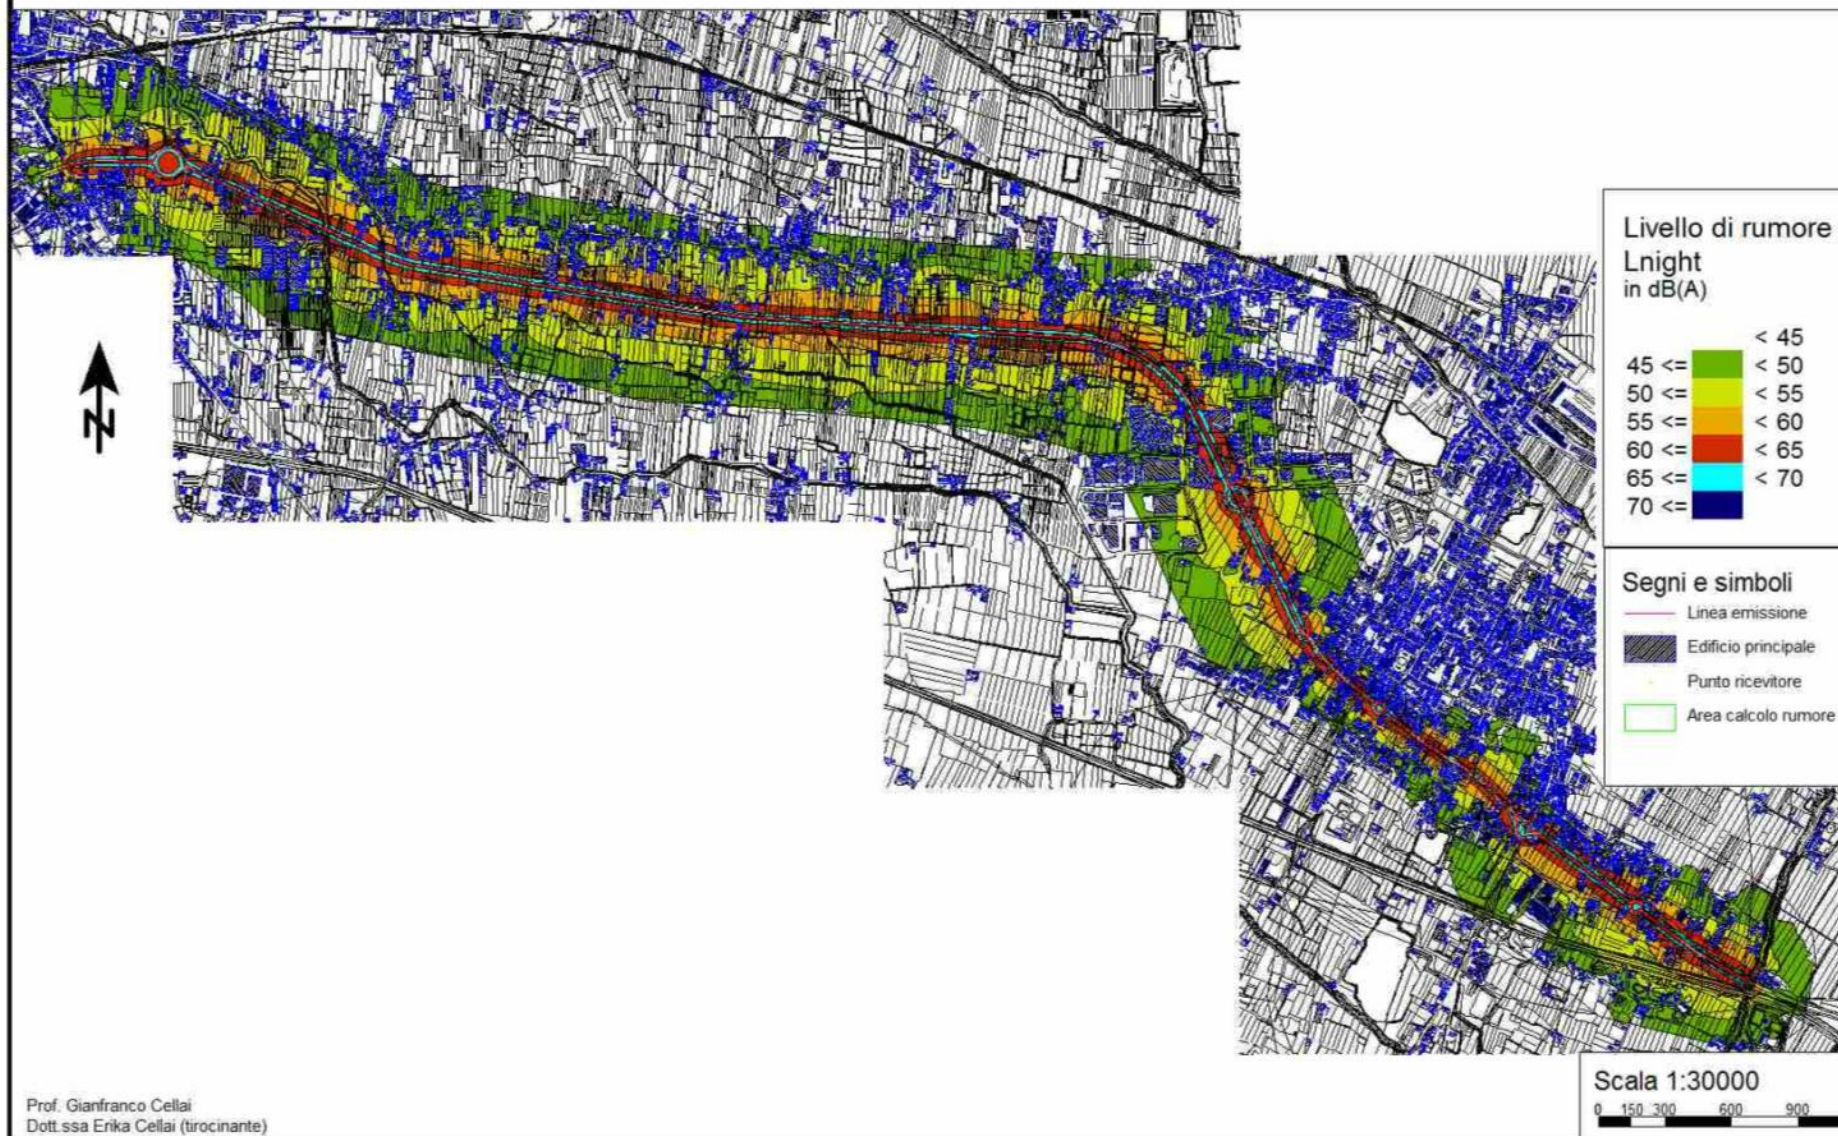 Livello di rumore
Lnight
in dB(A)
< 45
45 <= < 50
50 <= < 55
55 <= < 60
60 <= < 65
65 <= < 70
70 <=
Segni e simboli
Linea emissione
Edificio principale
Punto ricevitore
Area calcolo rumore
N
Scala 1:30000
0 150 300 600 900
Prof. Gianfranco Cellai
Dott.ssa Erika Cellai (tirocinante)